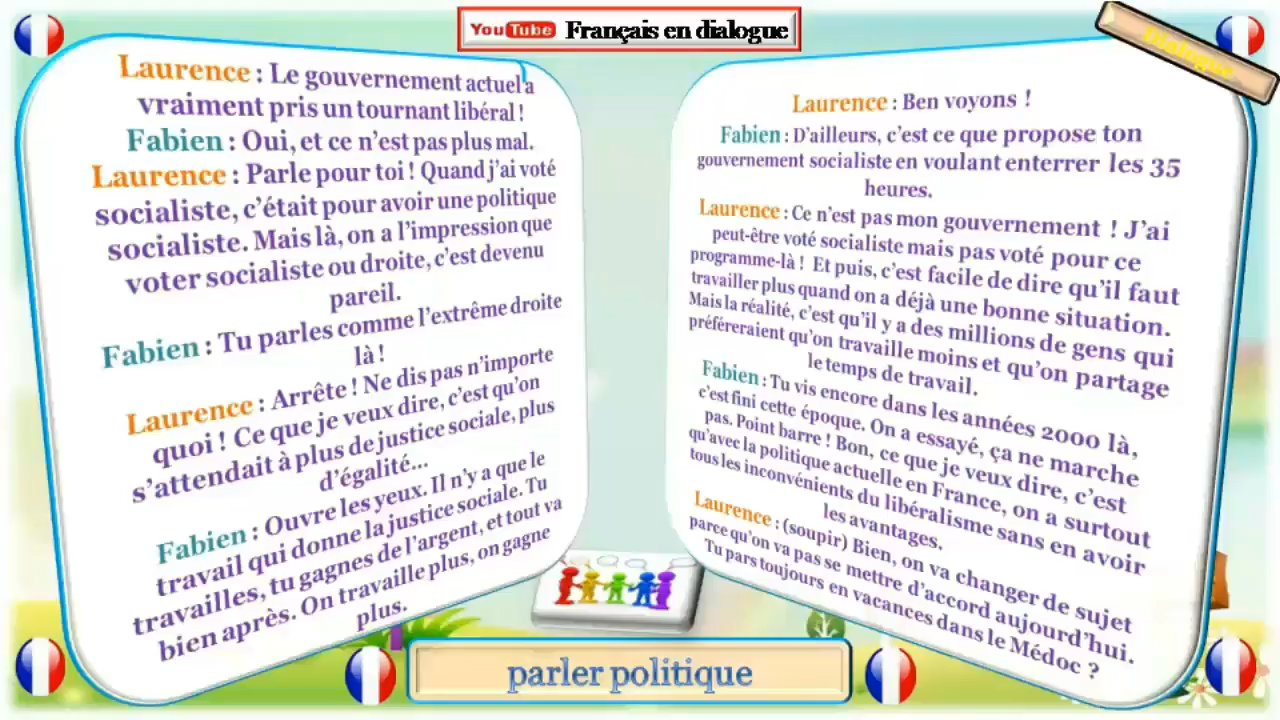 YouTube Français en dialogue
Dialogue
Laurence : Le gouvernement actuel a
vraiment pris un tournant libéral !
Fabien : Oui, et ce n'est pas plus mal.
Laurence : Parle pour toi ! Quand j'ai voté
socialiste, c'était pour avoir une politique
socialiste. Mais là, on a l'impression que
voter socialiste ou droite, c'est devenu
pareil.
Fabien : Tu parles comme l'extrême droite
là !
Laurence : Arrête ! Ne dis pas n'importe
quoi ! Ce que je veux dire, c'est qu'on
s'attendait à plus de justice sociale, plus
d'égalité...
Fabien : Ouvre les yeux. Il n'y a que le
travail qui donne la justice sociale. Tu
travailles, tu gagnes de l'argent, et tout va
bien après. On travaille plus, on gagne
plus.
Laurence : Ben voyons !
Fabien : D'ailleurs, c'est ce que propose ton
gouvernement socialiste en voulant enterrer les 35
heures.
Laurence : Ce n'est pas mon gouvernement ! J'ai
peut-être voté socialiste mais pas voté pour ce
programme-là ! Et puis, c'est facile de dire qu'il faut
travailler plus quand on a déjà une bonne situation.
Mais la réalité, c'est qu'il y a des millions de gens qui
préféreraient qu'on travaille moins et qu'on partage
le temps de travail.
Fabien : Tu vis encore dans les années 2000 là,
c'est fini cette époque. On a essayé, ça ne marche
pas. Point barre ! Bon, ce que je veux dire, c'est
qu'avec la politique actuelle en France, on a surtout
tous les inconvénients du libéralisme sans en avoir
les avantages.
Laurence : (soupir) Bien, on va changer de sujet
parce qu'on va pas se mettre d'accord aujourd'hui.
Tu pars toujours en vacances dans le Médoc ?
parler politique